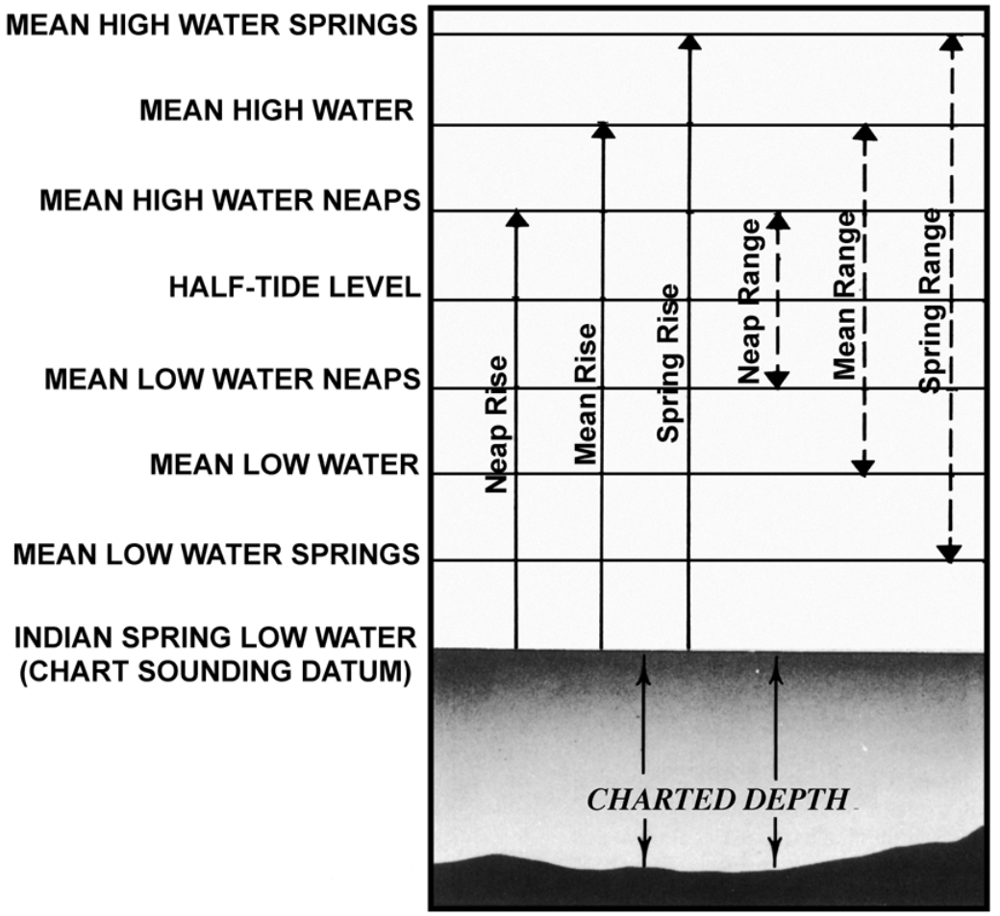 MEAN HIGH WATER SPRINGS
MEAN HIGH WATER
MEAN HIGH WATER NEAPS
HALF-TIDE LEVEL
MEAN LOW WATER NEAPS
MEAN LOW WATER
MEAN LOW WATER SPRINGS
INDIAN SPRING LOW WATER
(CHART SOUNDING DATUM)
Neap Rise
Mean Rise
Spring Rise
Neap Range
Mean Range
Spring Range
CHARTED DEPTH